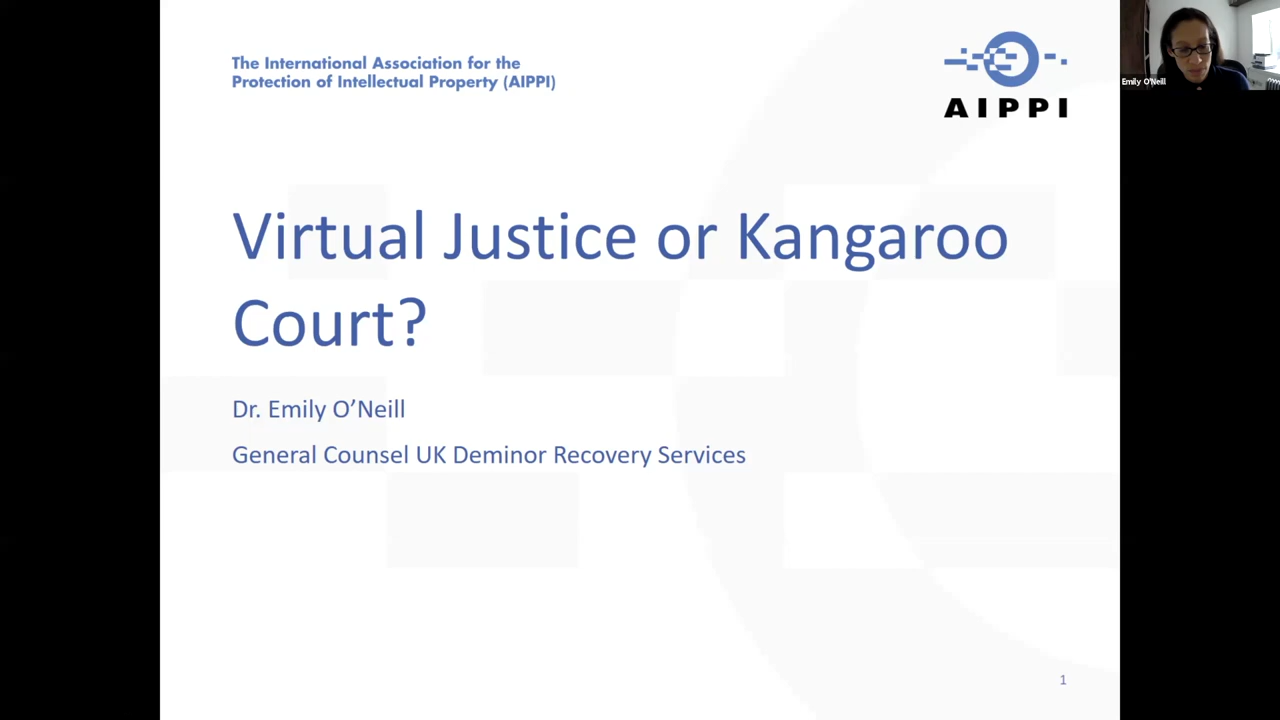 The International Association for the
Protection of Intellectual Property (AIPPI)
AIPPI
Emily O'Neill
Virtual Justice or Kangaroo
Court?
Dr. Emily O’Neill
General Counsel UK Deminor Recovery Services
1